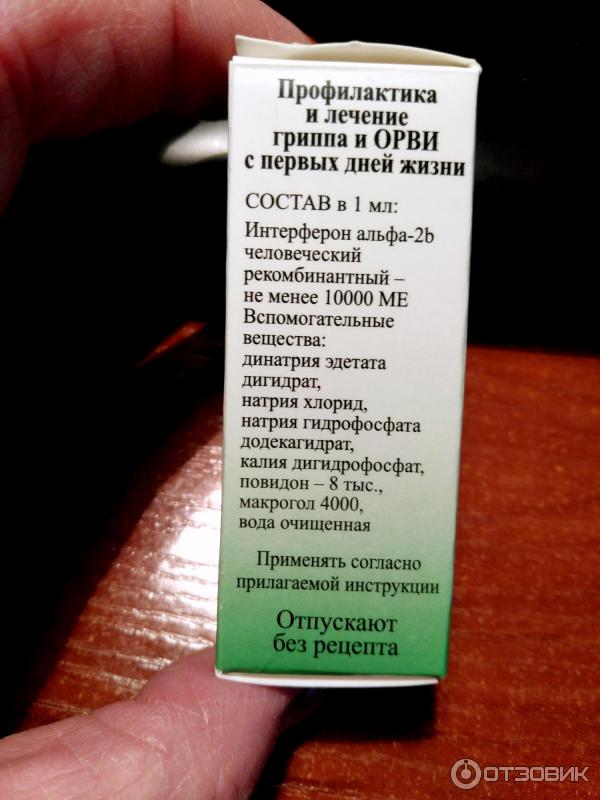 Профилактика
и лечение
гриппа и ОРВИ
с первых дней жизни
СОСТАВ в 1 мл:
Интерферон альфа-2b
человеческий
рекомбинантный –
не менее 10000 МЕ
Вспомогательные
вещества:
динатрия эдетата
дигидрат,
натрия хлорид,
натрия гидрофосфата
додекагидрат,
калия дигидрофосфат,
повидон – 8 тыс.,
макрогол 4000,
вода очищенная
Применять согласно
прилагаемой инструкции
Отпускают
без рецепта
ОТЗОВИК